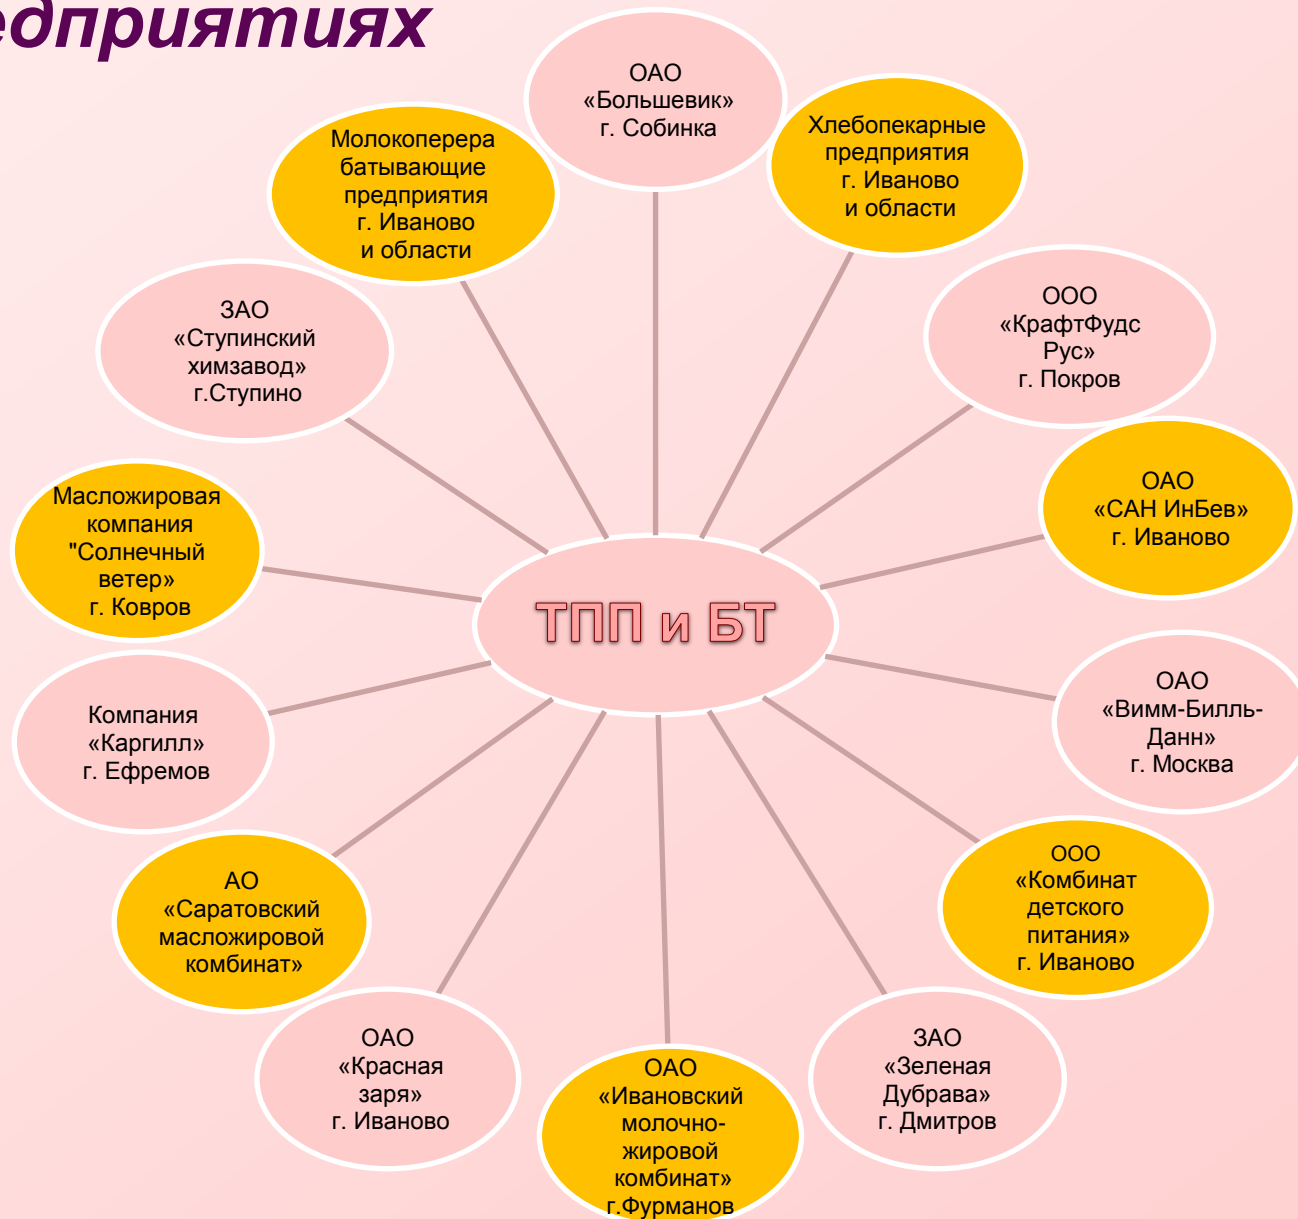 едприятиях
ОАО
«Большевик»
г. Собинка
Хлебопекарные
предприятия
г. Иваново
и области
ООО
«КрафтФудс
Рус»
г. Покров
ОАО
«САН ИнБев»
г. Иваново
ОАО
«Вимм-Билль-
Данн»
г. Москва
ООО
«Комбинат
детского
питания»
г. Иваново
ЗАО
«Зеленая
Дубрава»
г. Дмитров
ОАО
«Ивановский
молочно-
жировой
комбинат»
г.Фурманов
ОАО
«Красная
заря»
г. Иваново
АО
«Саратовский
масложировой
комбинат»
Компания
«Каргилл»
г. Ефремов
Масложировая
компания
"Солнечный
ветер»
г. Ковров
ЗАО
«Ступинский
химзавод»
г.Ступино
Молокоперера
батывающие
предприятия
г. Иваново
и области
ТПП и БТ